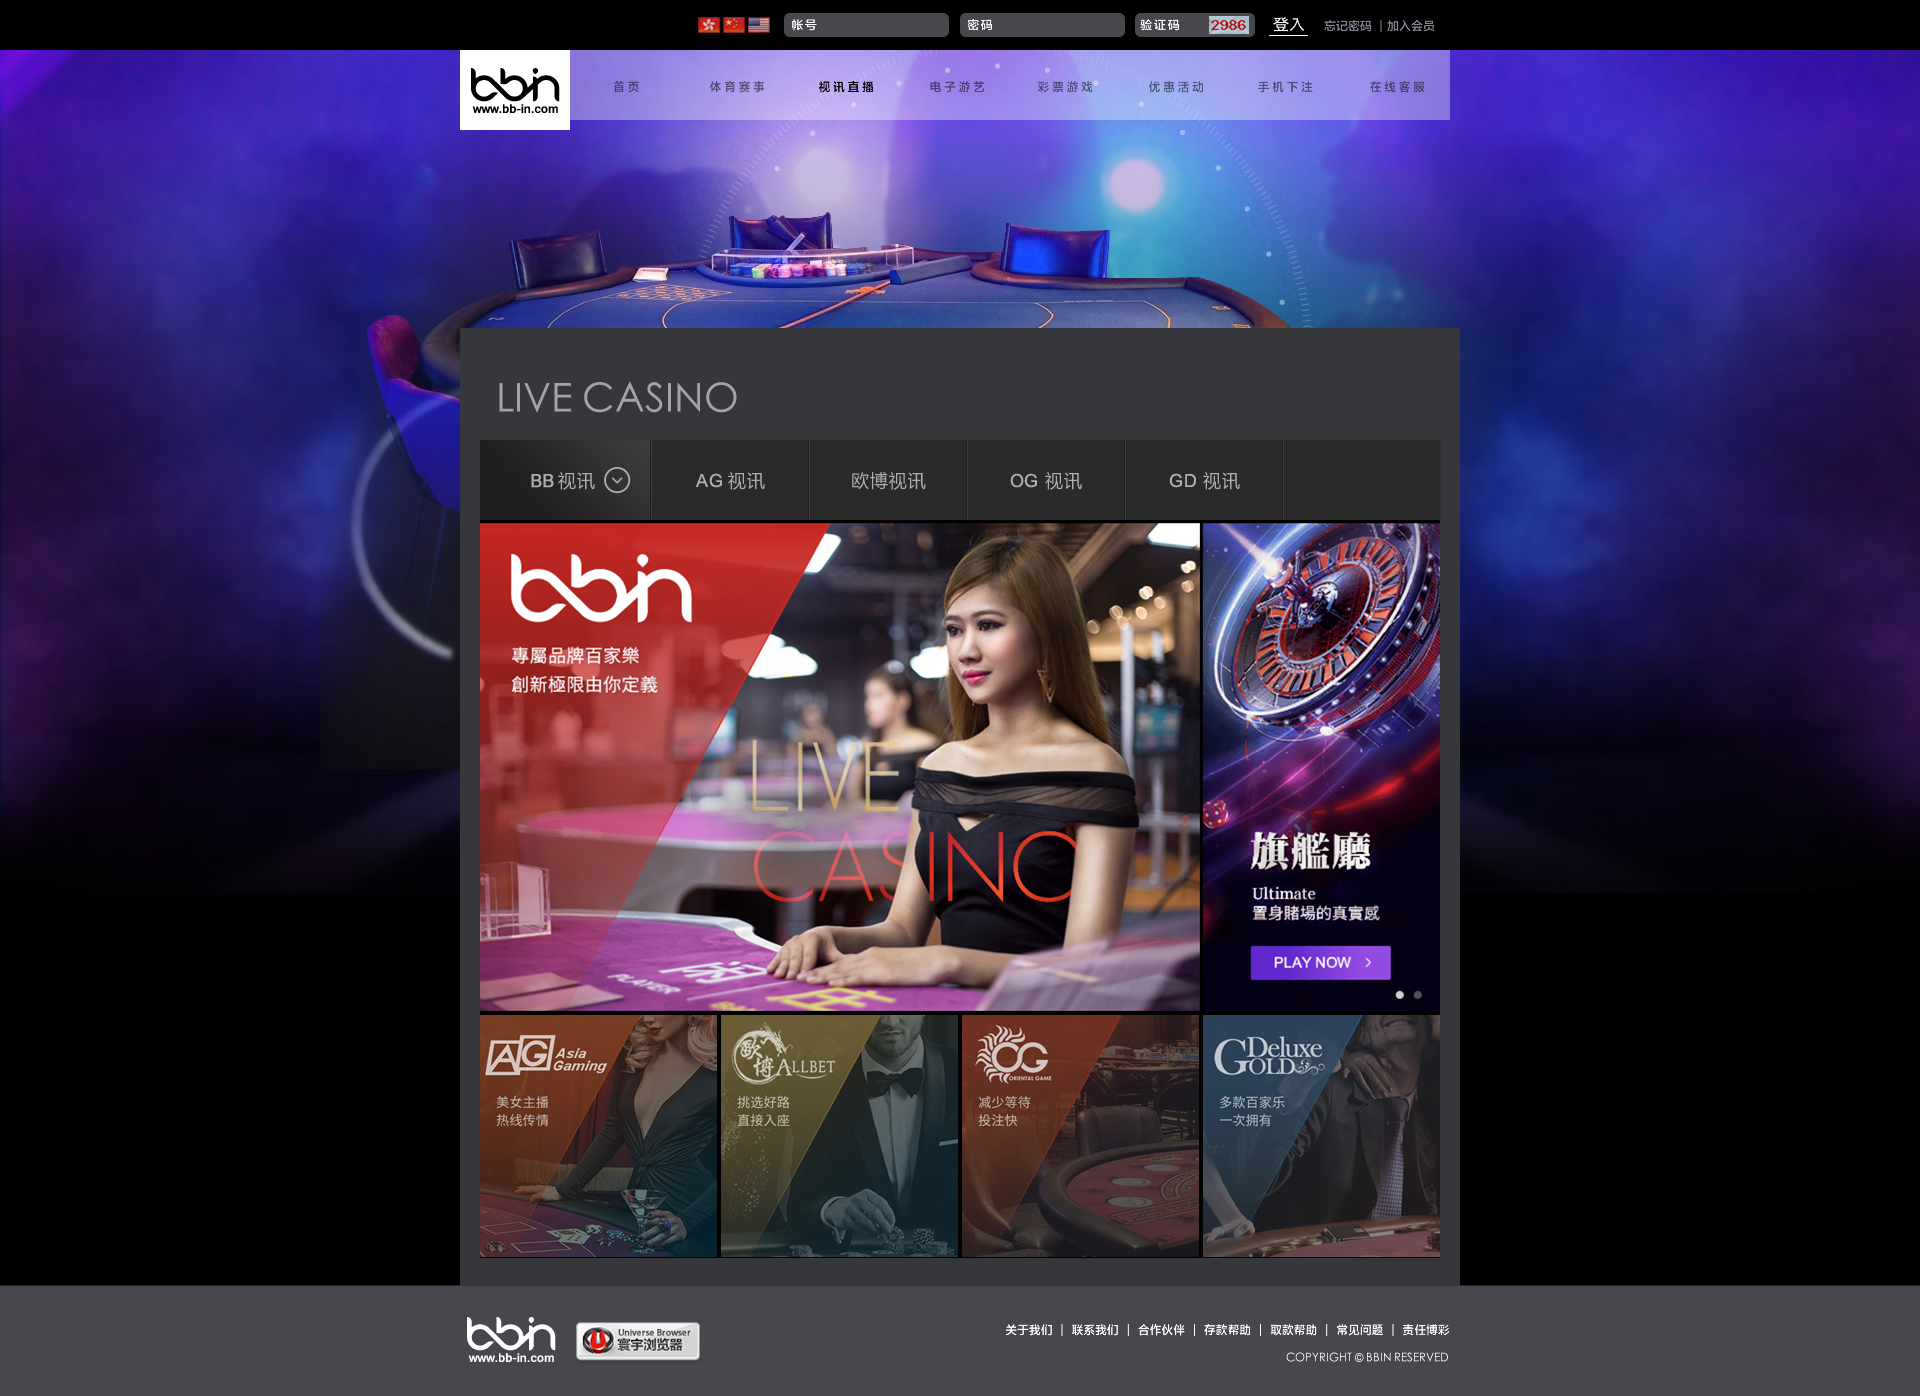 帐号
密码
验证码 2986
登入
忘记密码 | 加入会员
bbin
www.bb-in.com
首页 体育赛事 视讯直播 电子游艺 彩票游戏 优惠活动 手机下注 在线客服
LIVE CASINO
BB 视讯 AG 视讯 欧博视讯 OG 视讯 GD 视讯
bbin
專屬品牌百家樂
創新極限由你定義
LIVE
CASINO
PLAYER
閑
旗艦廳
Ultimate
置身賭場的真實感
PLAY NOW
AG Asia
Gaming
美女主播
热线传情
歐博 ALLBET
挑选好路
直接入座
OG
ORIENTAL GAME
减少等待
投注快
Deluxe
GOLD
多款百家乐
一次拥有
bbin
www.bb-in.com
Universe Browser
寰宇浏览器
关于我们 | 联系我们 | 合作伙伴 | 存款帮助 | 取款帮助 | 常见问题 | 责任博彩
COPYRIGHT © BBIN RESERVED